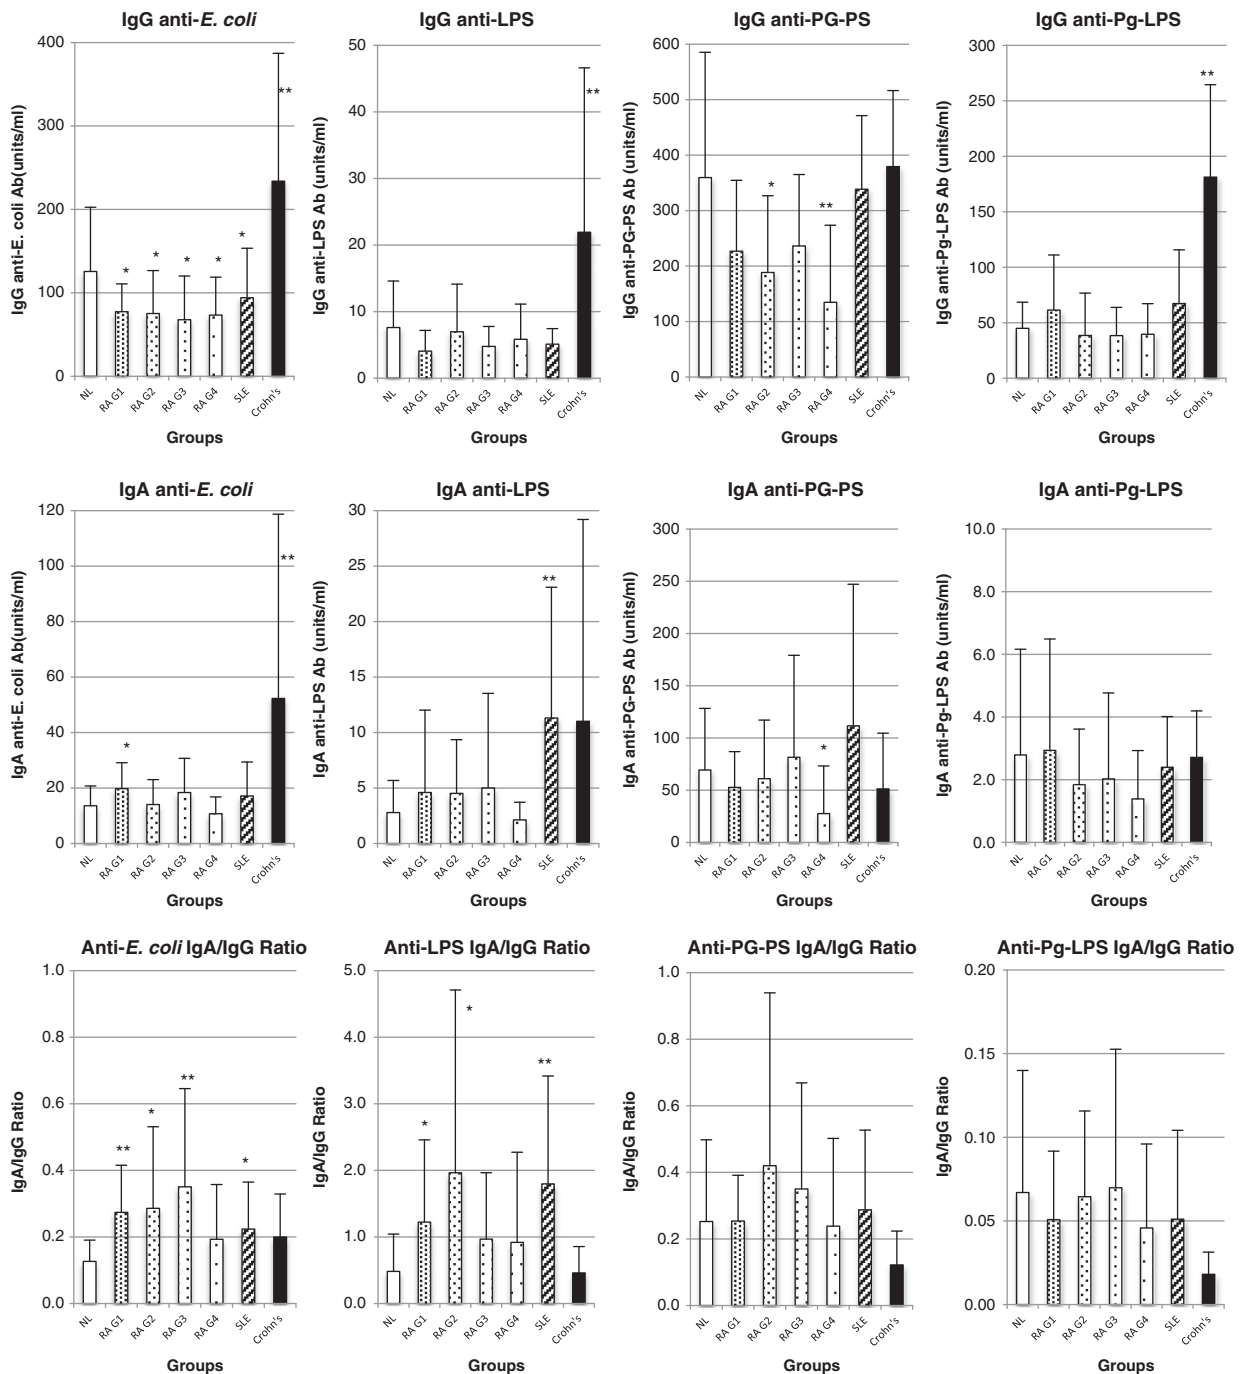 IgG anti-E. coli
IgG anti-E. coli Ab(units/ml)
400
300
200
100
0
*
*
*
*
*
**
NL
RA G1
RA G2
RA G3
RA G4
SLE
Crohn's
Groups
IgG anti-LPS
IgG anti-LPS Ab (units/ml)
50
40
30
20
10
0
**
NL
RA G1
RA G2
RA G3
RA G4
SLE
Crohn's
Groups
IgG anti-PG-PS
IgG anti-PG-PS Ab (units/ml)
600
500
400
300
200
100
0
*
**
NL
RA G1
RA G2
RA G3
RA G4
SLE
Crohn's
Groups
IgG anti-Pg-LPS
IgG anti-Pg-LPS Ab (units/ml)
300
250
200
150
100
50
0
**
NL
RA G1
RA G2
RA G3
RA G4
SLE
Crohn's
Groups
IgA anti-E. coli
IgA anti-E. coli Ab(units/ml)
120
100
80
60
40
20
0
*
**
NL
RA G1
RA G2
RA G3
RA G4
SLE
Crohn's
Groups
IgA anti-LPS
IgA anti-LPS Ab (units/ml)
30
25
20
15
10
5
0
**
NL
RA G1
RA G2
RA G3
RA G4
SLE
Crohn's
Groups
IgA anti-PG-PS
IgA anti-PG-PS Ab (units/ml)
300
250
200
150
100
50
0
*
NL
RA G1
RA G2
RA G3
RA G4
SLE
Crohn's
Groups
IgA anti-Pg-LPS
IgA anti-Pg-LPS Ab (units/ml)
10.0
8.0
6.0
4.0
2.0
0.0
NL
RA G1
RA G2
RA G3
RA G4
SLE
Crohn's
Groups
Anti-E. coli IgA/IgG Ratio
IgA/IgG Ratio
1.0
0.8
0.6
0.4
0.2
0.0
**
*
**
*
NL
RA G1
RA G2
RA G3
RA G4
SLE
Crohn's
Groups
Anti-LPS IgA/IgG Ratio
IgA/IgG Ratio
5.0
4.0
3.0
2.0
1.0
0.0
*
*
**
NL
RA G1
RA G2
RA G3
RA G4
SLE
Crohn's
Groups
Anti-PG-PS IgA/IgG Ratio
IgA/IgG Ratio
1.0
0.8
0.6
0.4
0.2
0.0
NL
RA G1
RA G2
RA G3
RA G4
SLE
Crohn's
Groups
Anti-Pg-LPS IgA/IgG Ratio
IgA/IgG Ratio
0.20
0.15
0.10
0.05
0.00
NL
RA G1
RA G2
RA G3
RA G4
SLE
Crohn's
Groups